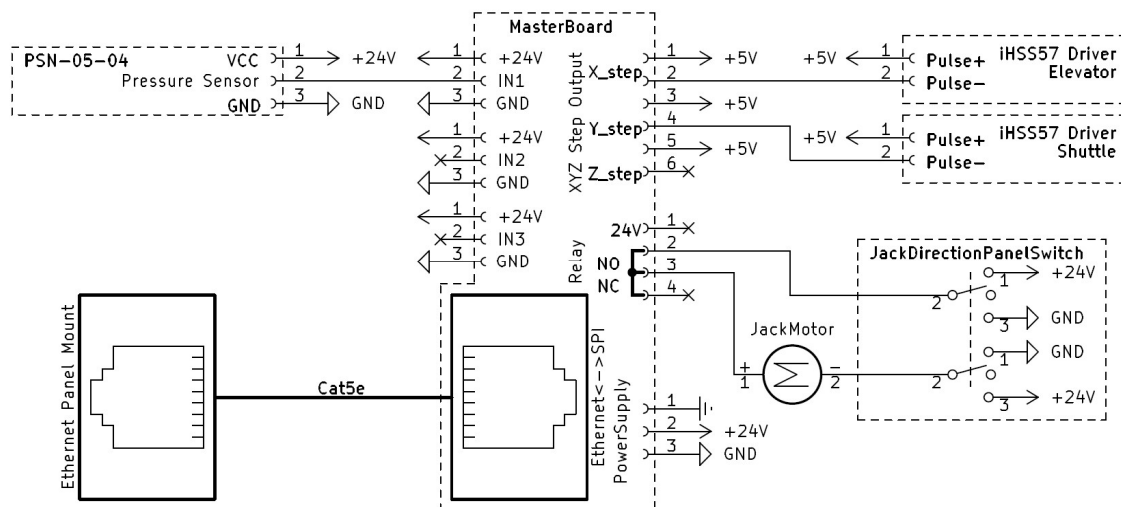 MasterBoard
PSN-05-04
VCC 1 +24V
Pressure Sensor 2
GND 3 GND
1 +24V
2 IN1
3 GND
1 +24V
2 IN2
3 GND
1 +24V
2 IN3
3 GND
XYZ Step Output
1 +5V
X_step 2
3 +5V
Y_step 4
5 +5V
Z_step 6
+5V 1 Pulse+ iHSS57 Driver
2 Pulse- Elevator
+5V 1 Pulse+ iHSS57 Driver
2 Pulse- Shuttle
Relay
24V 1
2
NO 3
NC 4
JackDirectionPanelSwitch
1 +24V
2
3 GND
1 GND
2
3 +24V
JackMotor
+ -
1 2
Ethernet Panel Mount
Cat5e
Ethernet<->SPI
PowerSupply
1
2 +24V
3 GND